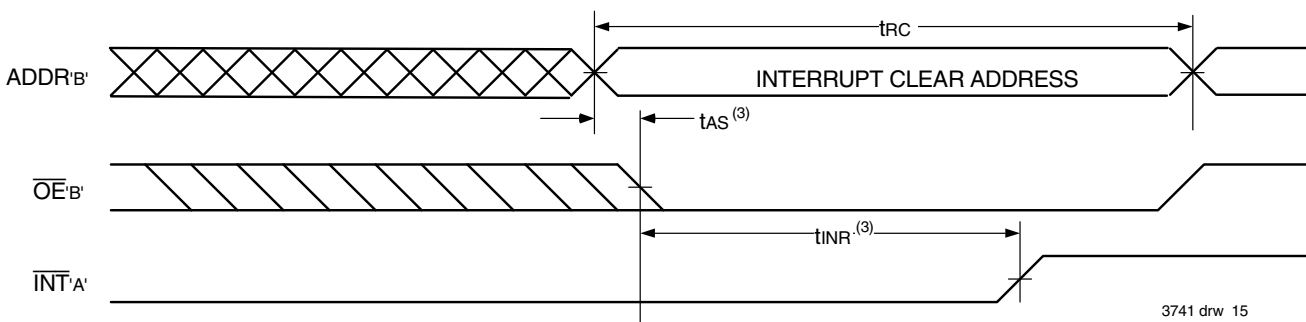 tRC
ADDR'B'
INTERRUPT CLEAR ADDRESS
tAS (3)
OE'B'
tINR (3)
INT'A'
3741 drw 15